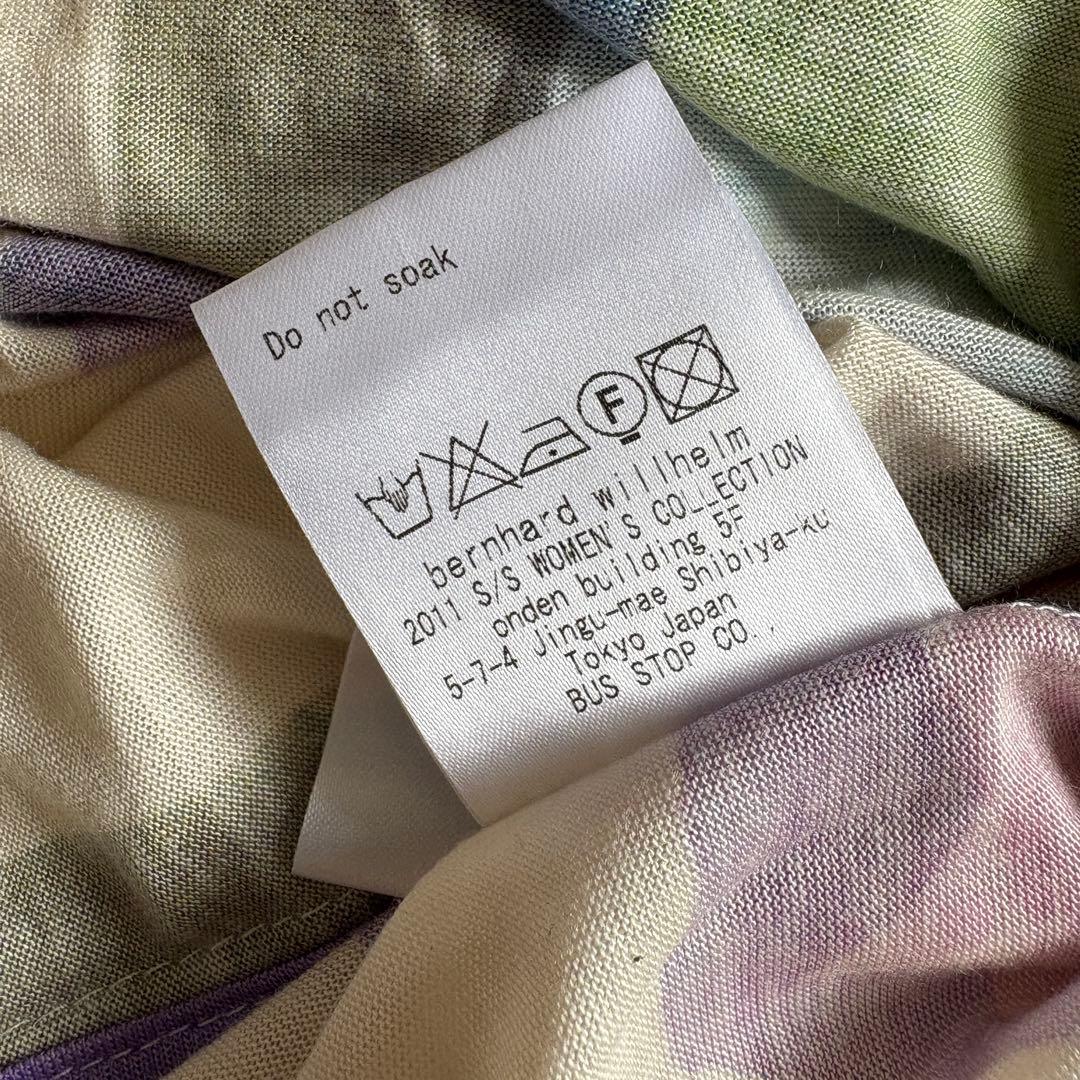 Do not soak
F
bernhard willhelm
2011 S/S WOMEN'S COLLECTION
onden building 5F
5-7-4 Jingu-mae Shibiya-ku
Tokyo Japan
BUS STOP CO.,